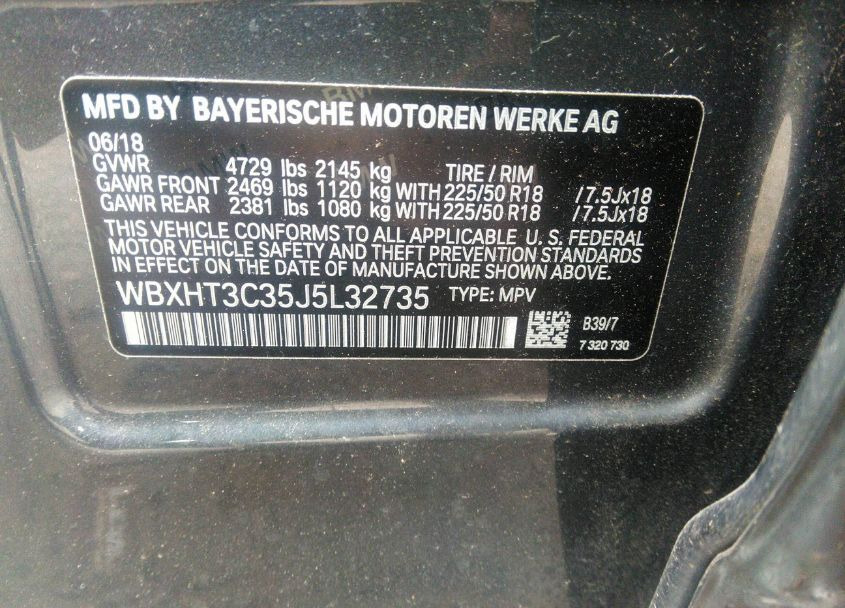 MFD BY BAYERISCHE MOTOREN WERKE AG
06/18
GVWR 4729 lbs 2145 kg TIRE / RIM
GAWR FRONT 2469 lbs 1120 kg WITH 225/50 R18 / 7.5Jx18
GAWR REAR 2381 lbs 1080 kg WITH 225/50 R18 / 7.5Jx18
THIS VEHICLE CONFORMS TO ALL APPLICABLE U. S. FEDERAL
MOTOR VEHICLE SAFETY AND THEFT PREVENTION STANDARDS
IN EFFECT ON THE DATE OF MANUFACTURE SHOWN ABOVE.
WBXHT3C35J5L32735 TYPE: MPV
B39/7
7 320 730